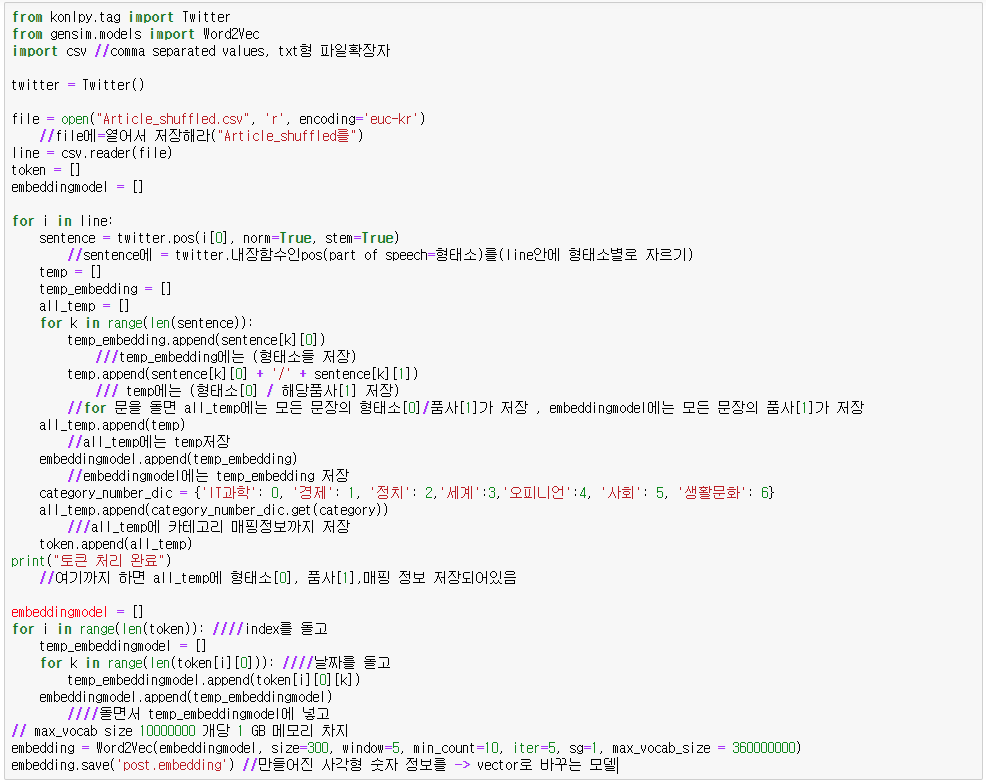 from konlpy.tag import Twitter
from gensim.models import Word2Vec
import csv //comma separated values, txt형 파일확장자

twitter = Twitter()

file = open("Article_shuffled.csv", 'r', encoding='euc-kr')
    //file에=열어서 저장해라("Article_shuffled를")
line = csv.reader(file)
token = []
embeddingmodel = []

for i in line:
    sentence = twitter.pos(i[0], norm=True, stem=True)
        //sentence에 = twitter.내장함수인pos(part of speech=형태소)를(line안에 형태소별로 자르기)
    temp = []
    temp_embedding = []
    all_temp = []
    for k in range(len(sentence)):
        temp_embedding.append(sentence[k][0])
            ///temp_embedding에는 (형태소을 저장)
        temp.append(sentence[k][0] + '/' + sentence[k][1])
            /// temp에는 (형태소[0] / 해당품사[1] 저장)
        //for 문을 돌면 all_temp에는 모든 문장의 형태소[0]/품사[1]가 저장 , embeddingmodel에는 모든 문장의 품사[1]가 저장
    all_temp.append(temp)
        //all_temp에는 temp저장
    embeddingmodel.append(temp_embedding)
        //embeddingmodel에는 temp_embedding 저장
    category_number_dic = {'IT과학': 0, '경제': 1, '정치': 2,'세계':3,'오피니언':4, '사회': 5, '생활문화': 6}
    all_temp.append(category_number_dic.get(category))
        ///all_temp에 카테고리 매핑정보까지 저장
    token.append(all_temp)
print("토큰 처리 완료")
    //여기까지 하면 all_temp에 형태소[0], 품사[1],매핑 정보 저장되어있음

embeddingmodel = []
for i in range(len(token)): ////index를 돌고
    temp_embeddingmodel = []
    for k in range(len(token[i][0])): ////날짜를 돌고
        temp_embeddingmodel.append(token[i][0][k])
    embeddingmodel.append(temp_embeddingmodel)
        ////돌면서 temp_embeddingmodel에 넣고
// max_vocab size 10000000 개당 1 GB 메모리 차지
embedding = Word2Vec(embeddingmodel, size=300, window=5, min_count=10, iter=5, sg=1, max_vocab_size = 360000000)
embedding.save('post.embedding') //만들어진 사각형 숫자 정보를 -> vector로 바꾸는 모델